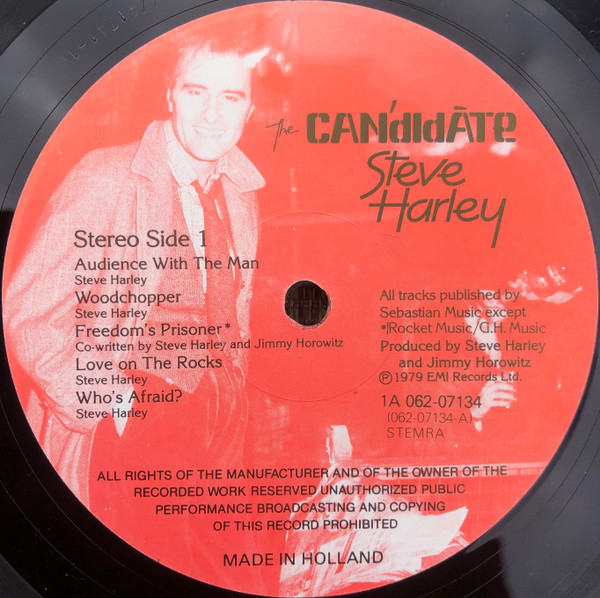 The CAN'dIdĀTe
Steve
Harley
Stereo Side 1
Audience With The Man
Steve Harley
Woodchopper
Steve Harley
Freedom's Prisoner*
Co-written by Steve Harley and Jimmy Horowitz
Love on The Rocks
Steve Harley
Who's Afraid?
Steve Harley
All tracks published by
Sebastian Music except
*Rocket Music/G.H. Music
Produced by Steve Harley
and Jimmy Horowitz
Ⓟ 1979 EMI Records Ltd.
1A 062-07134
(062-07134-A)
STEMRA
ALL RIGHTS OF THE MANUFACTURER AND OF THE OWNER OF THE
RECORDED WORK RESERVED UNAUTHORIZED PUBLIC
PERFORMANCE BROADCASTING AND COPYING
OF THIS RECORD PROHIBITED
MADE IN HOLLAND